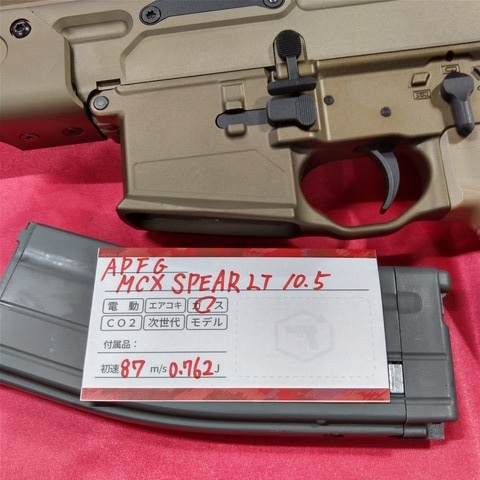 APFG
MCX SPEAR LT 10.5
電動 エアコキ ガス
CO2 次世代 モデル
付属品：
初速 87 m/s 0.762 J